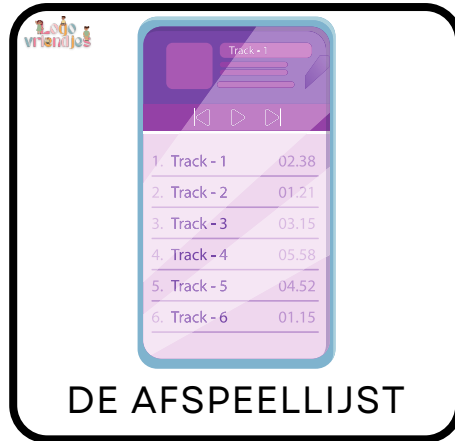 Logo
vriendjes
Track - 1
1. Track - 1 02.38
2. Track - 2 01.21
3. Track - 3 03.15
4. Track - 4 05.58
5. Track - 5 04.52
6. Track - 6 01.15
DE AFSPEELLIJST